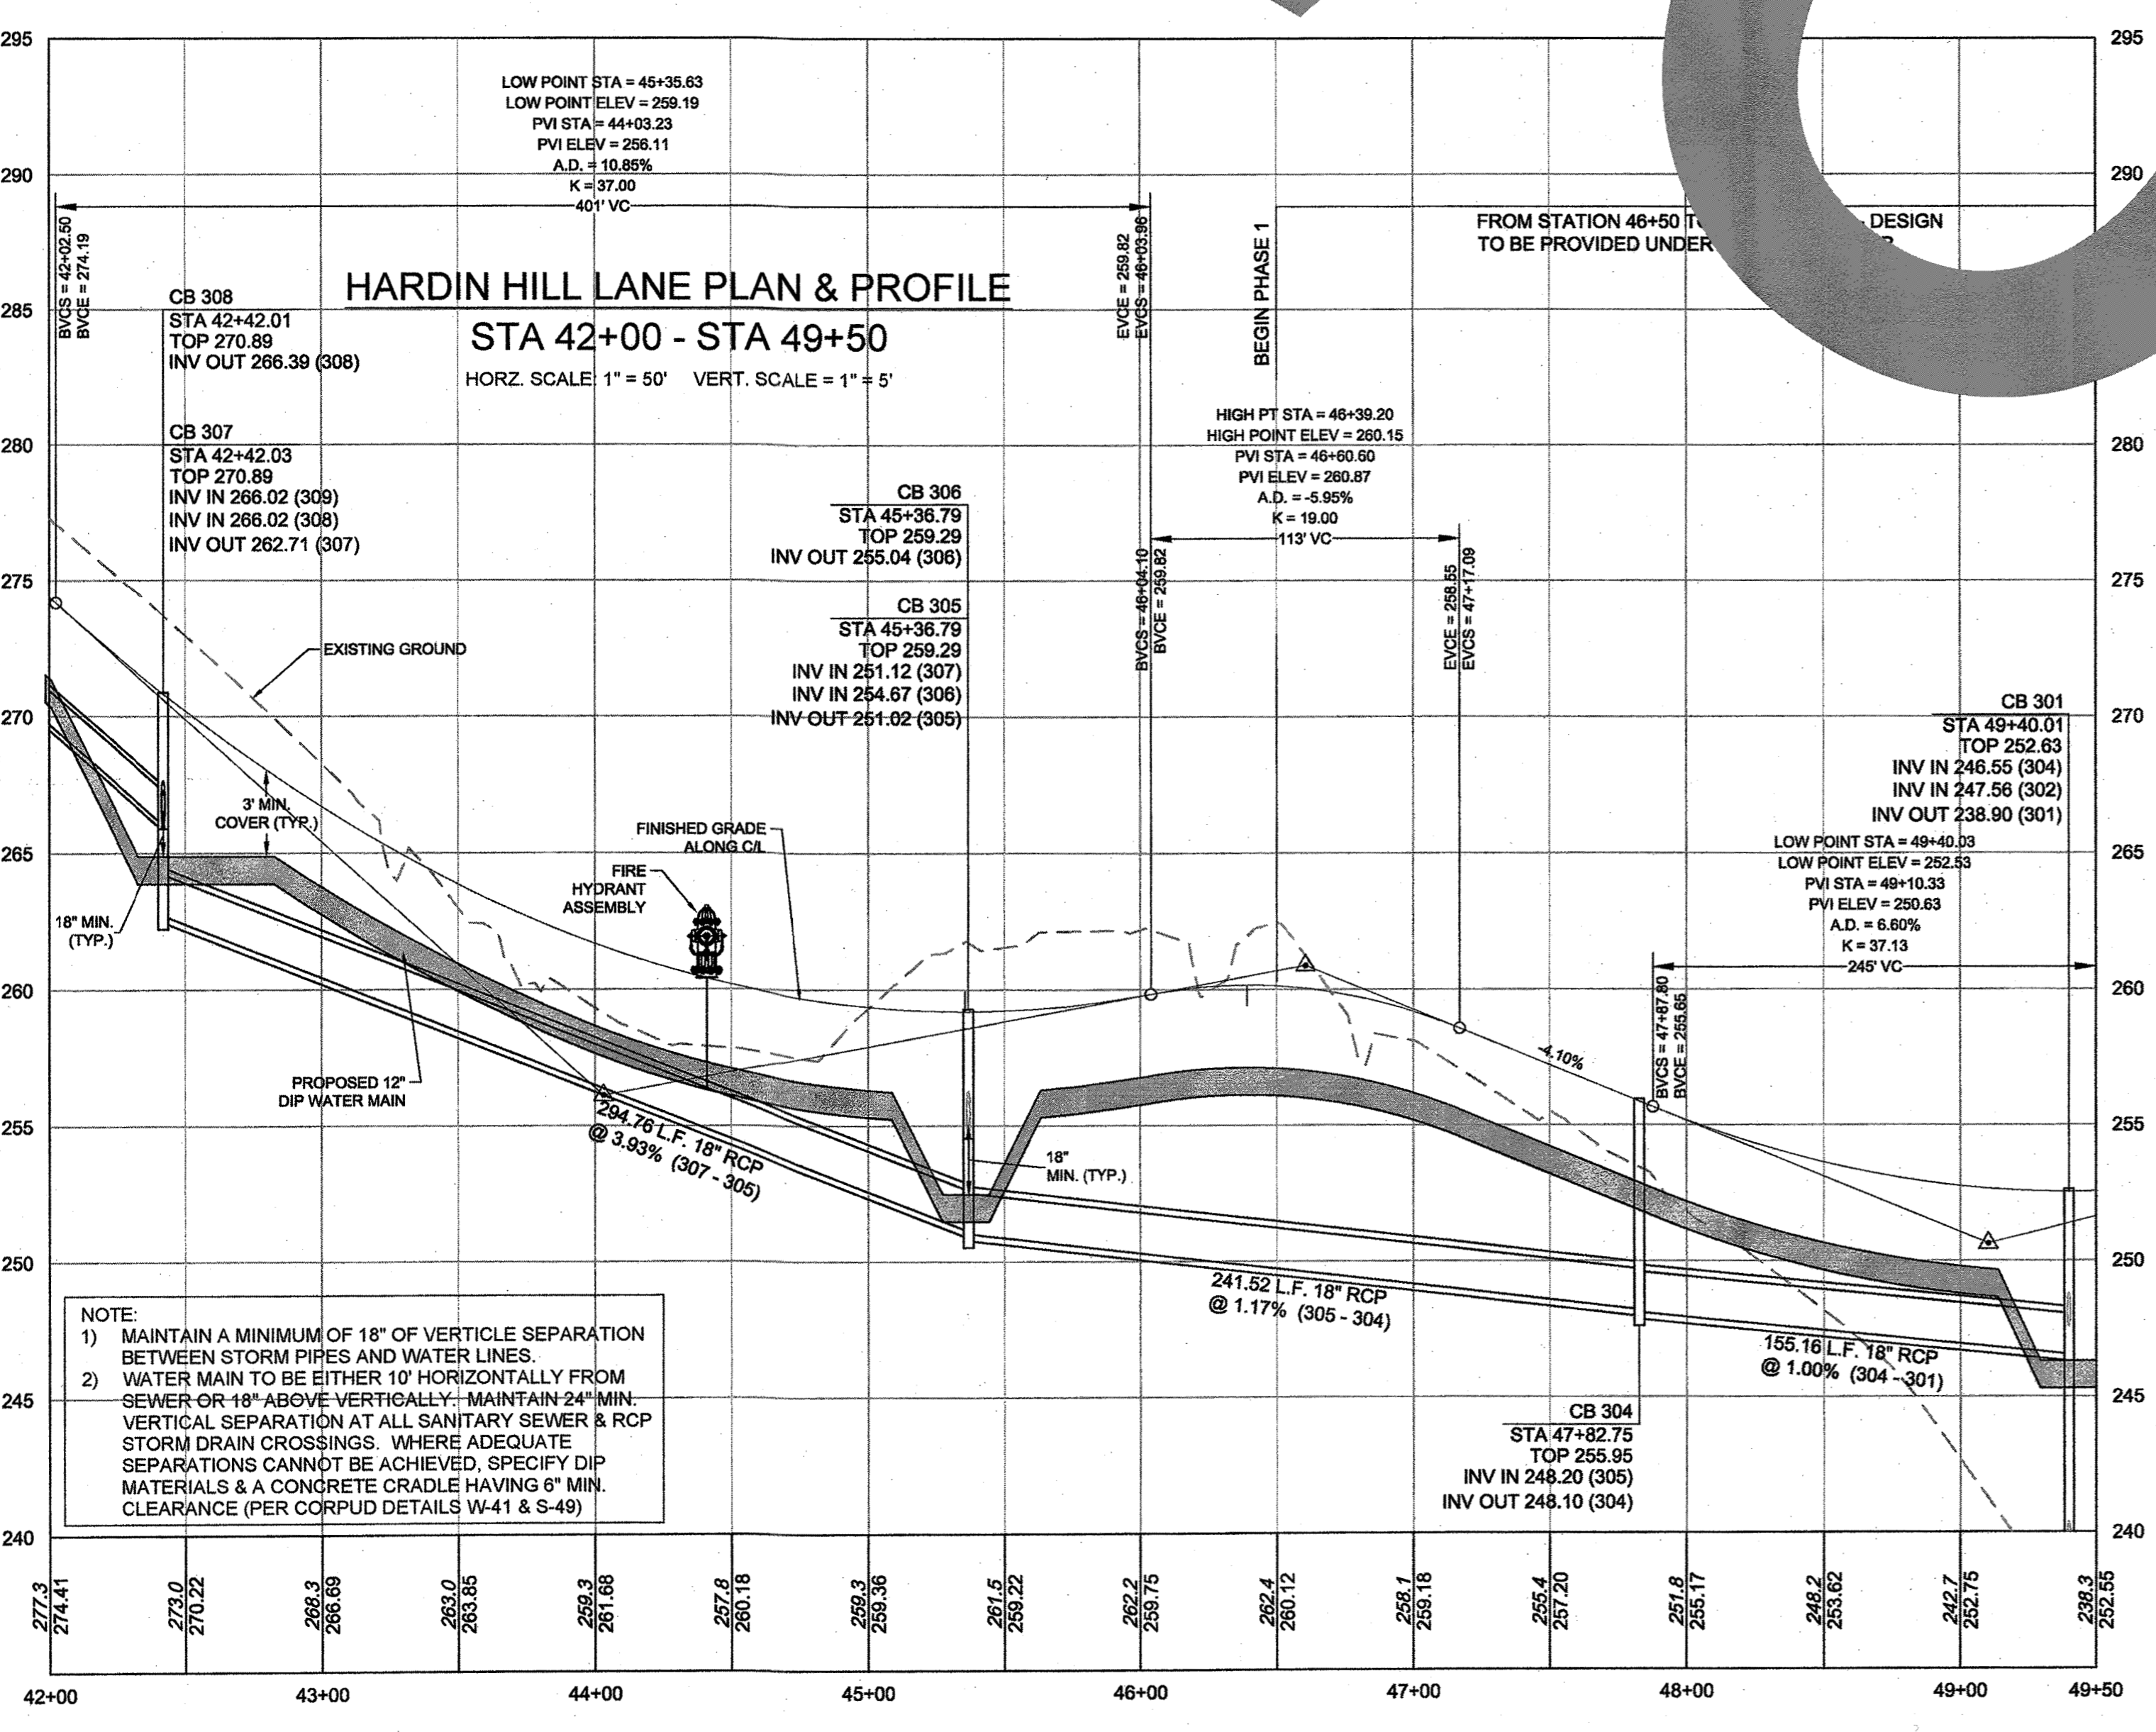 295
295
LOW POINT STA = 45+35.63
LOW POINT ELEV = 259.19
PVI STA = 44+03.23
PVI ELEV = 256.11
A.D. = 10.85%
K = 37.00
401' VC
290
290
BVCS = 42+02.50
BVCE = 274.19
EVCE = 259.82
EVCS = 46+03.96
BEGIN PHASE 1
FROM STATION 46+50
DESIGN
TO BE PROVIDED UNDER
HARDIN HILL LANE PLAN & PROFILE
STA 42+00 - STA 49+50
HORZ. SCALE: 1" = 50' VERT. SCALE = 1" = 5'
285
CB 308
STA 42+42.01
TOP 270.89
INV OUT 266.39 (308)
285
CB 307
STA 42+42.03
TOP 270.89
INV IN 266.02 (309)
INV IN 266.02 (308)
INV OUT 262.71 (307)
HIGH PT STA = 46+39.20
HIGH POINT ELEV = 260.15
PVI STA = 46+60.60
PVI ELEV = 260.87
A.D. = -5.95%
K = 19.00
113' VC
280
280
CB 306
STA 45+36.79
TOP 259.29
INV OUT 255.04 (306)
BVCS = 46+04.10
BVCE = 259.82
EVCE = 258.55
EVCS = 47+17.09
275
275
CB 305
STA 45+36.79
TOP 259.29
INV IN 251.12 (307)
INV IN 254.67 (306)
INV OUT 251.02 (305)
EXISTING GROUND
270
270
CB 301
STA 49+40.01
TOP 252.63
INV IN 246.55 (304)
INV IN 247.56 (302)
INV OUT 238.90 (301)
3' MIN.
COVER (TYP.)
FINISHED GRADE
ALONG C/L
265
265
LOW POINT STA = 49+40.03
LOW POINT ELEV = 252.53
PVI STA = 49+10.33
PVI ELEV = 250.63
A.D. = 6.60%
K = 37.13
245' VC
FIRE
HYDRANT
ASSEMBLY
18" MIN.
(TYP.)
260
260
BVCS = 47+87.80
BVCE = 255.65
-4.10%
PROPOSED 12"
DIP WATER MAIN
255
255
294.76 L.F. 18" RCP
@ 3.93% (307 - 305)
18"
MIN. (TYP.)
250
250
241.52 L.F. 18" RCP
@ 1.17% (305 - 304)
155.16 L.F. 18" RCP
@ 1.00% (304 - 301)
NOTE:
1) MAINTAIN A MINIMUM OF 18" OF VERTICLE SEPARATION
BETWEEN STORM PIPES AND WATER LINES.
2) WATER MAIN TO BE EITHER 10' HORIZONTALLY FROM
SEWER OR 18" ABOVE VERTICALLY. MAINTAIN 24" MIN.
VERTICAL SEPARATION AT ALL SANITARY SEWER & RCP
STORM DRAIN CROSSINGS. WHERE ADEQUATE
SEPARATIONS CANNOT BE ACHIEVED, SPECIFY DIP
MATERIALS & A CONCRETE CRADLE HAVING 6" MIN.
CLEARANCE (PER CORPUD DETAILS W-41 & S-49)
245
245
CB 304
STA 47+82.75
TOP 255.95
INV IN 248.20 (305)
INV OUT 248.10 (304)
240
240
277.3
274.41
273.0
270.22
268.3
266.69
263.0
263.85
259.3
261.68
257.8
260.18
259.3
259.36
261.5
259.22
262.2
259.75
262.4
260.12
258.1
259.18
255.4
257.20
251.8
255.17
248.2
253.62
242.7
252.75
238.3
252.55
42+00
43+00
44+00
45+00
46+00
47+00
48+00
49+00
49+50